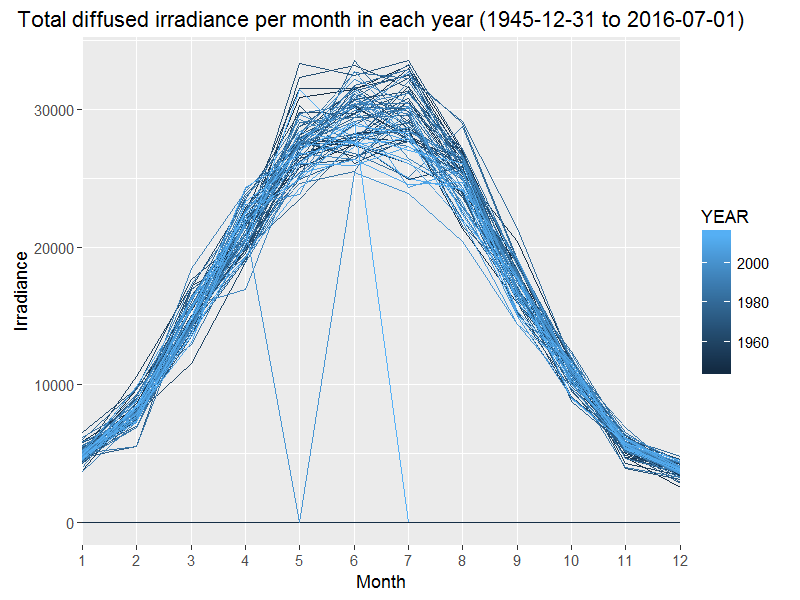 Total diffused irradiance per month in each year (1945-12-31 to 2016-07-01)
30000
20000
10000
0
Irradiance
1 2 3 4 5 6 7 8 9 10 11 12
Month
YEAR
2000
1980
1960